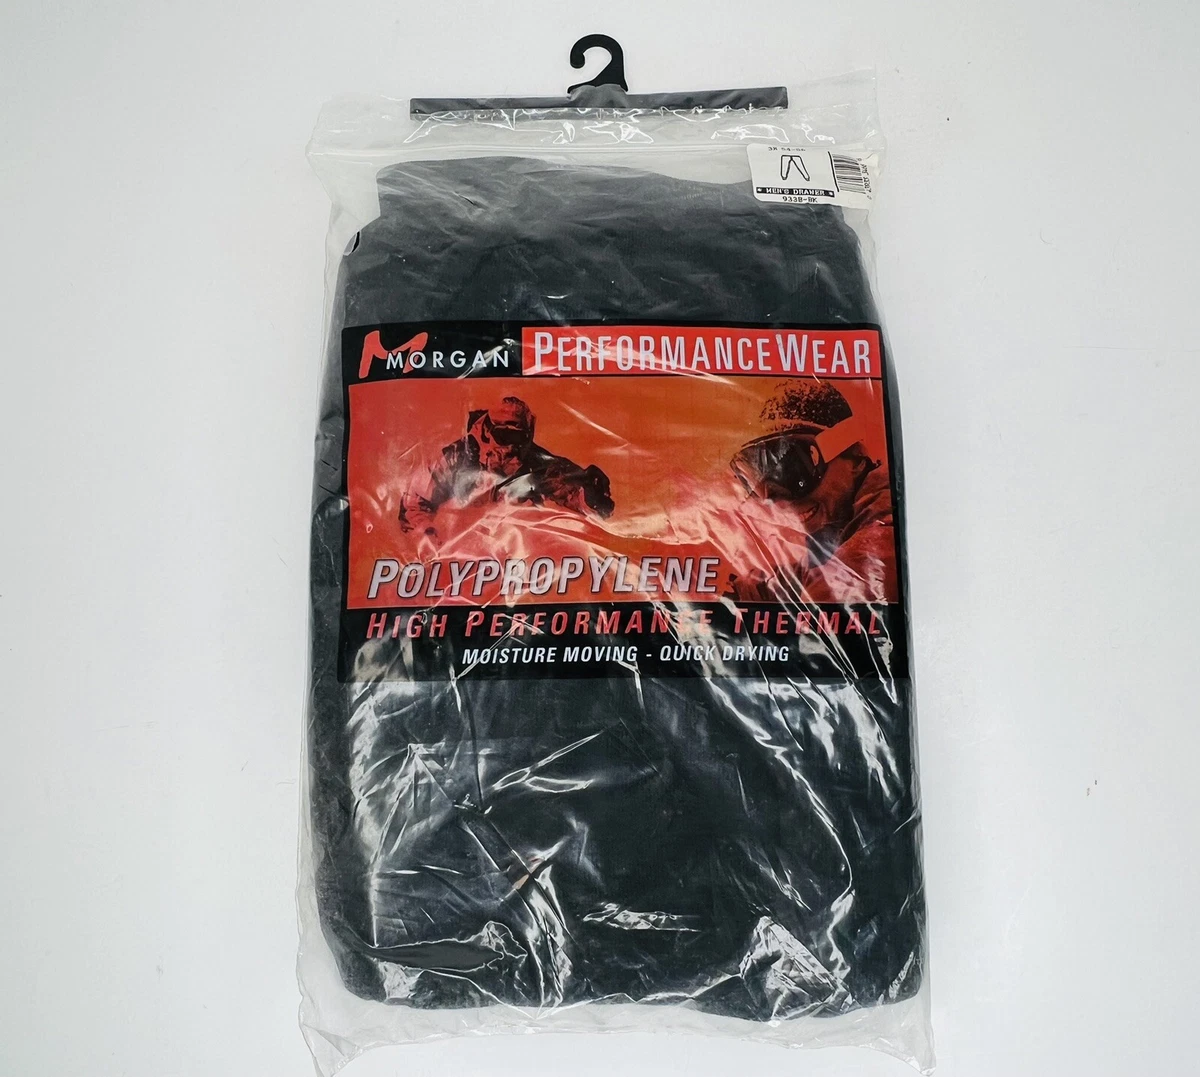 MEN'S DRAWER
933B-BK
MORGAN
PERFORMANCEWEAR
POLYPROPYLENE
HIGH PERFORMANCE THERMAL
MOISTURE MOVING - QUICK DRYING